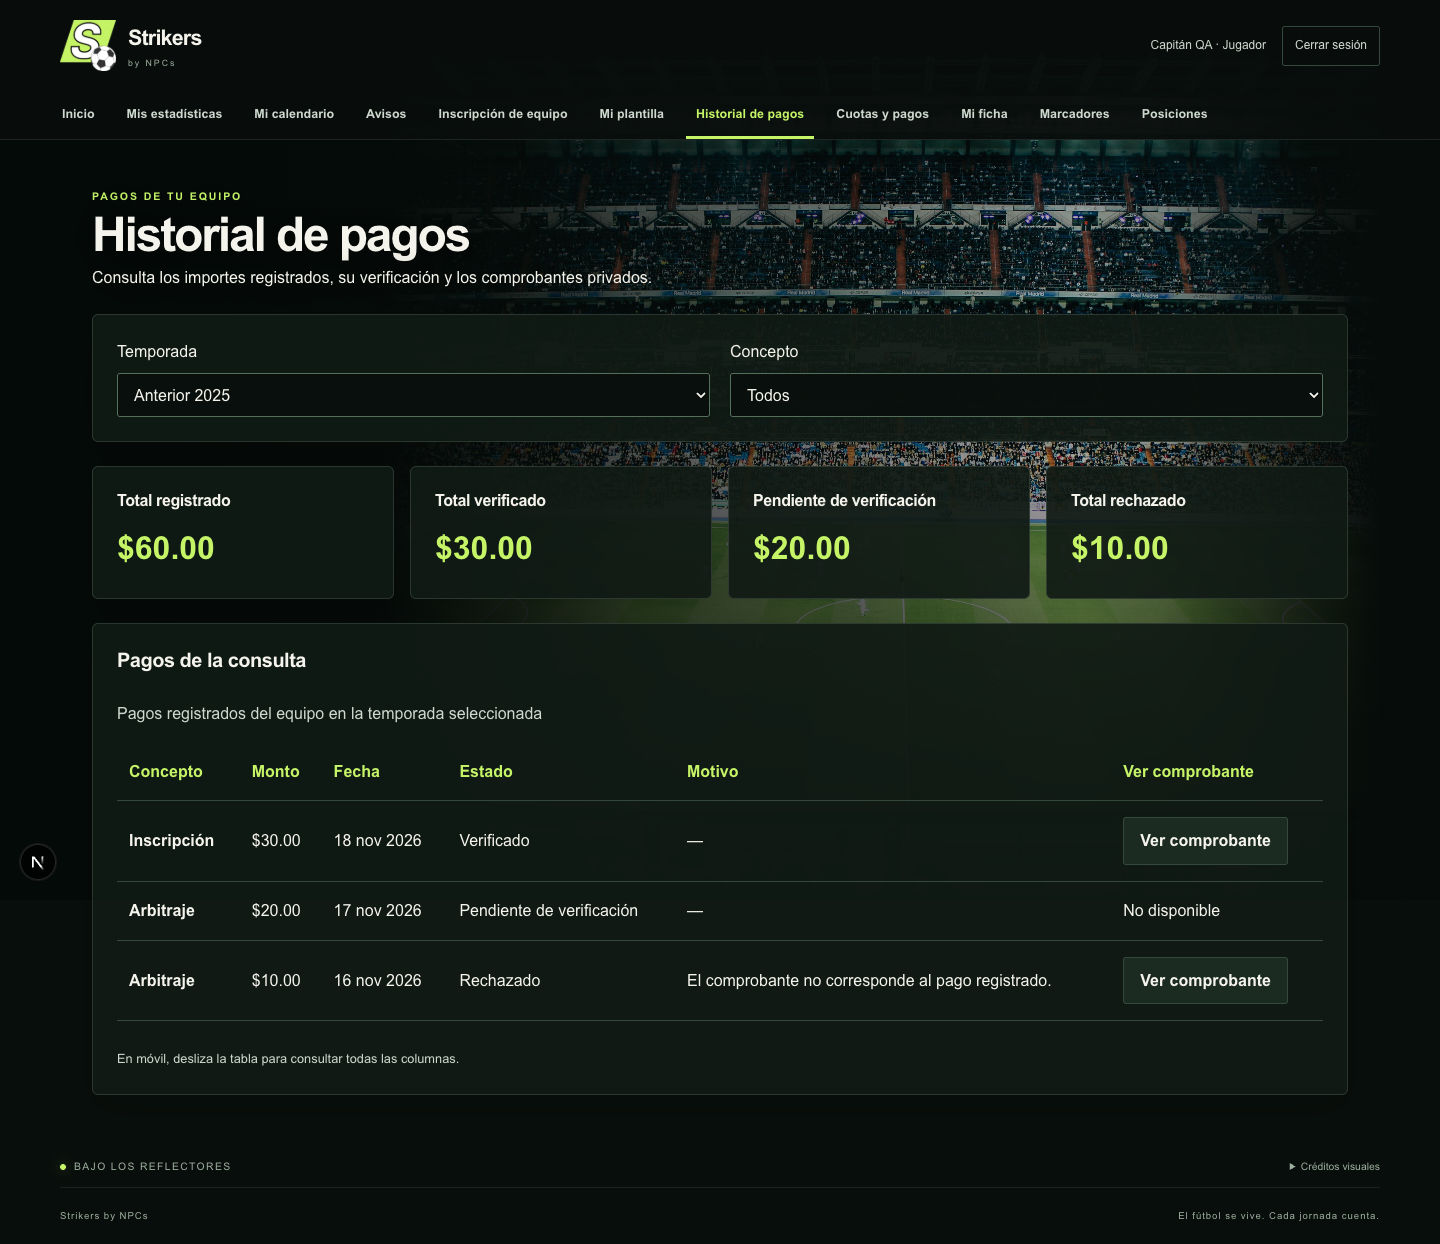 S
Strikers
by NPCs
Capitán QA · Jugador
Cerrar sesión
Inicio
Mis estadísticas
Mi calendario
Avisos
Inscripción de equipo
Mi plantilla
Historial de pagos
Cuotas y pagos
Mi ficha
Marcadores
Posiciones
PAGOS DE TU EQUIPO
Historial de pagos
Consulta los importes registrados, su verificación y los comprobantes privados.
Temporada
Concepto
Anterior 2025
Todos
Total registrado
Total verificado
Pendiente de verificación
Total rechazado
$60.00
$30.00
$20.00
$10.00
Pagos de la consulta
Pagos registrados del equipo en la temporada seleccionada
Concepto Monto Fecha Estado Motivo Ver comprobante
Inscripción $30.00 18 nov 2026 Verificado — Ver comprobante
Arbitraje $20.00 17 nov 2026 Pendiente de verificación — No disponible
Arbitraje $10.00 16 nov 2026 Rechazado El comprobante no corresponde al pago registrado. Ver comprobante
En móvil, desliza la tabla para consultar todas las columnas.
N
BAJO LOS REFLECTORES
▶ Créditos visuales
Strikers by NPCs
El fútbol se vive. Cada jornada cuenta.